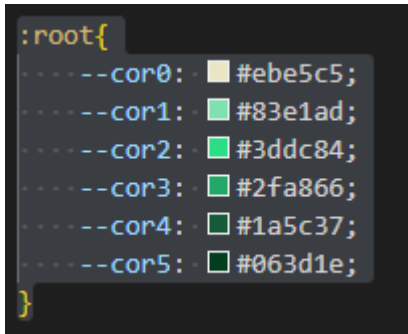 :root{
    --cor0: #ebe5c5;
    --cor1: #83e1ad;
    --cor2: #3ddc84;
    --cor3: #2fa866;
    --cor4: #1a5c37;
    --cor5: #063d1e;
}